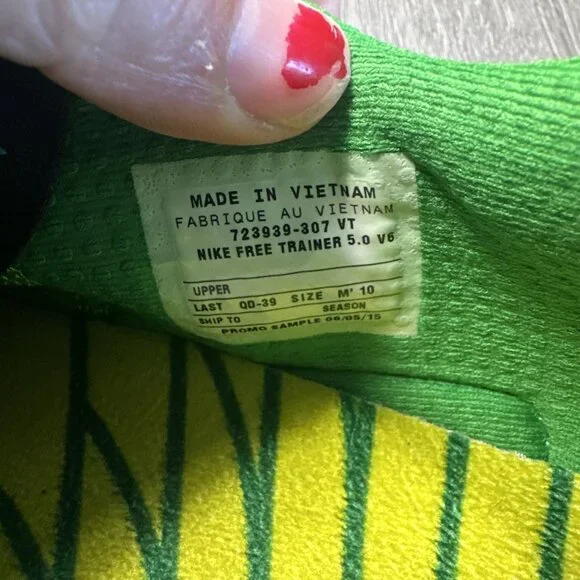 MADE IN VIETNAM
FABRIQUE AU VIETNAM
723939-307 VT
NIKE FREE TRAINER 5.0 V6
UPPER
LAST QD-39 SIZE M' 10
SHIP TO SEASON
PROMO SAMPLE 06/05/15